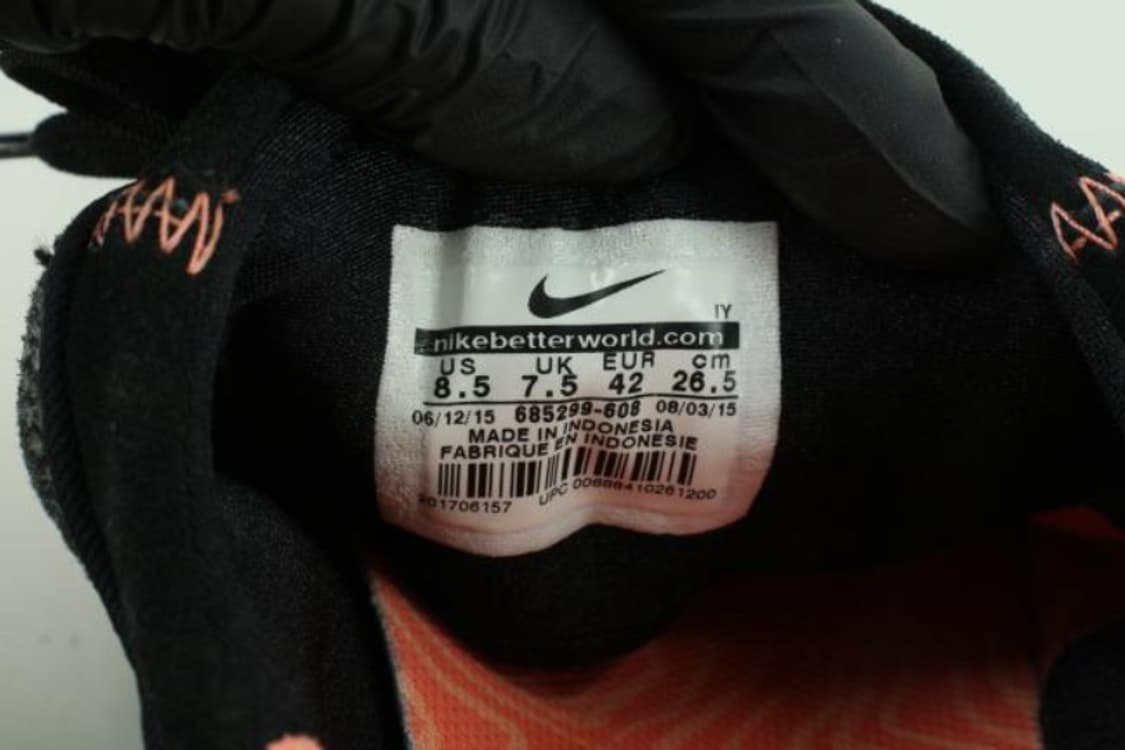 IY
nikebetterworld.com
US UK EUR cm
8.5 7.5 42 26.5
06/12/15 685299-608 08/03/15
MADE IN INDONESIA
FABRIQUE EN INDONESIE
UPC 00888410261200